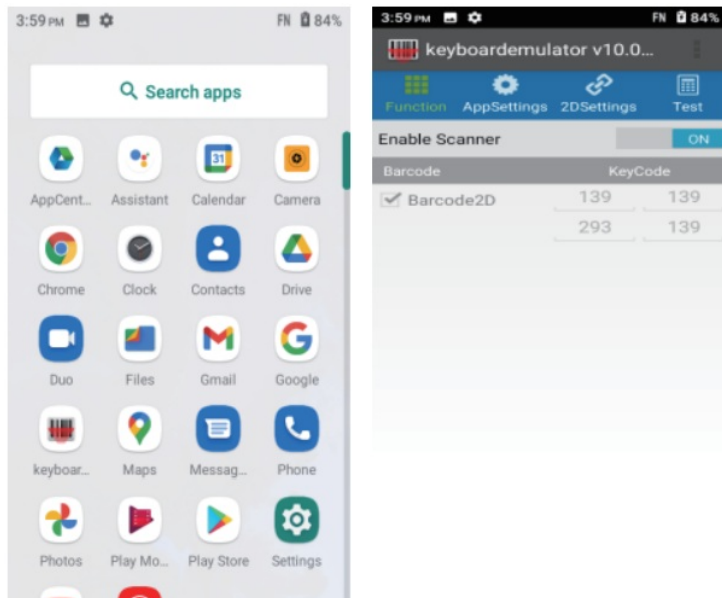 3:59 PM FN 84%
Search apps
31
AppCent... Assistant Calendar Camera
Chrome Clock Contacts Drive
Duo Files Gmail Google
keyboar... Maps Messag... Phone
Photos Play Mo... Play Store Settings
3:59 PM FN 84%
keyboardemulator v10.0...
Function AppSettings 2DSettings Test
Enable Scanner ON
Barcode KeyCode
Barcode2D 139 139
293 139